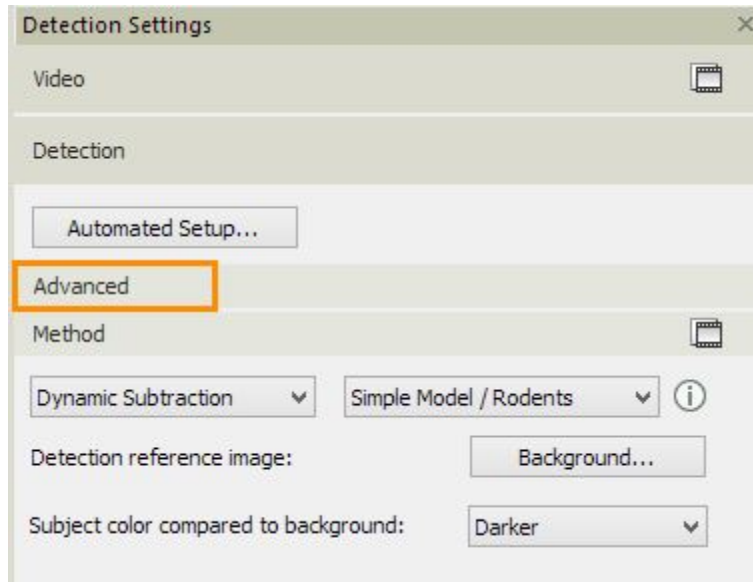 Detection Settings
Video
Detection
Automated Setup...
Advanced
Method
Dynamic Subtraction Simple Model / Rodents
Detection reference image: Background...
Subject color compared to background: Darker